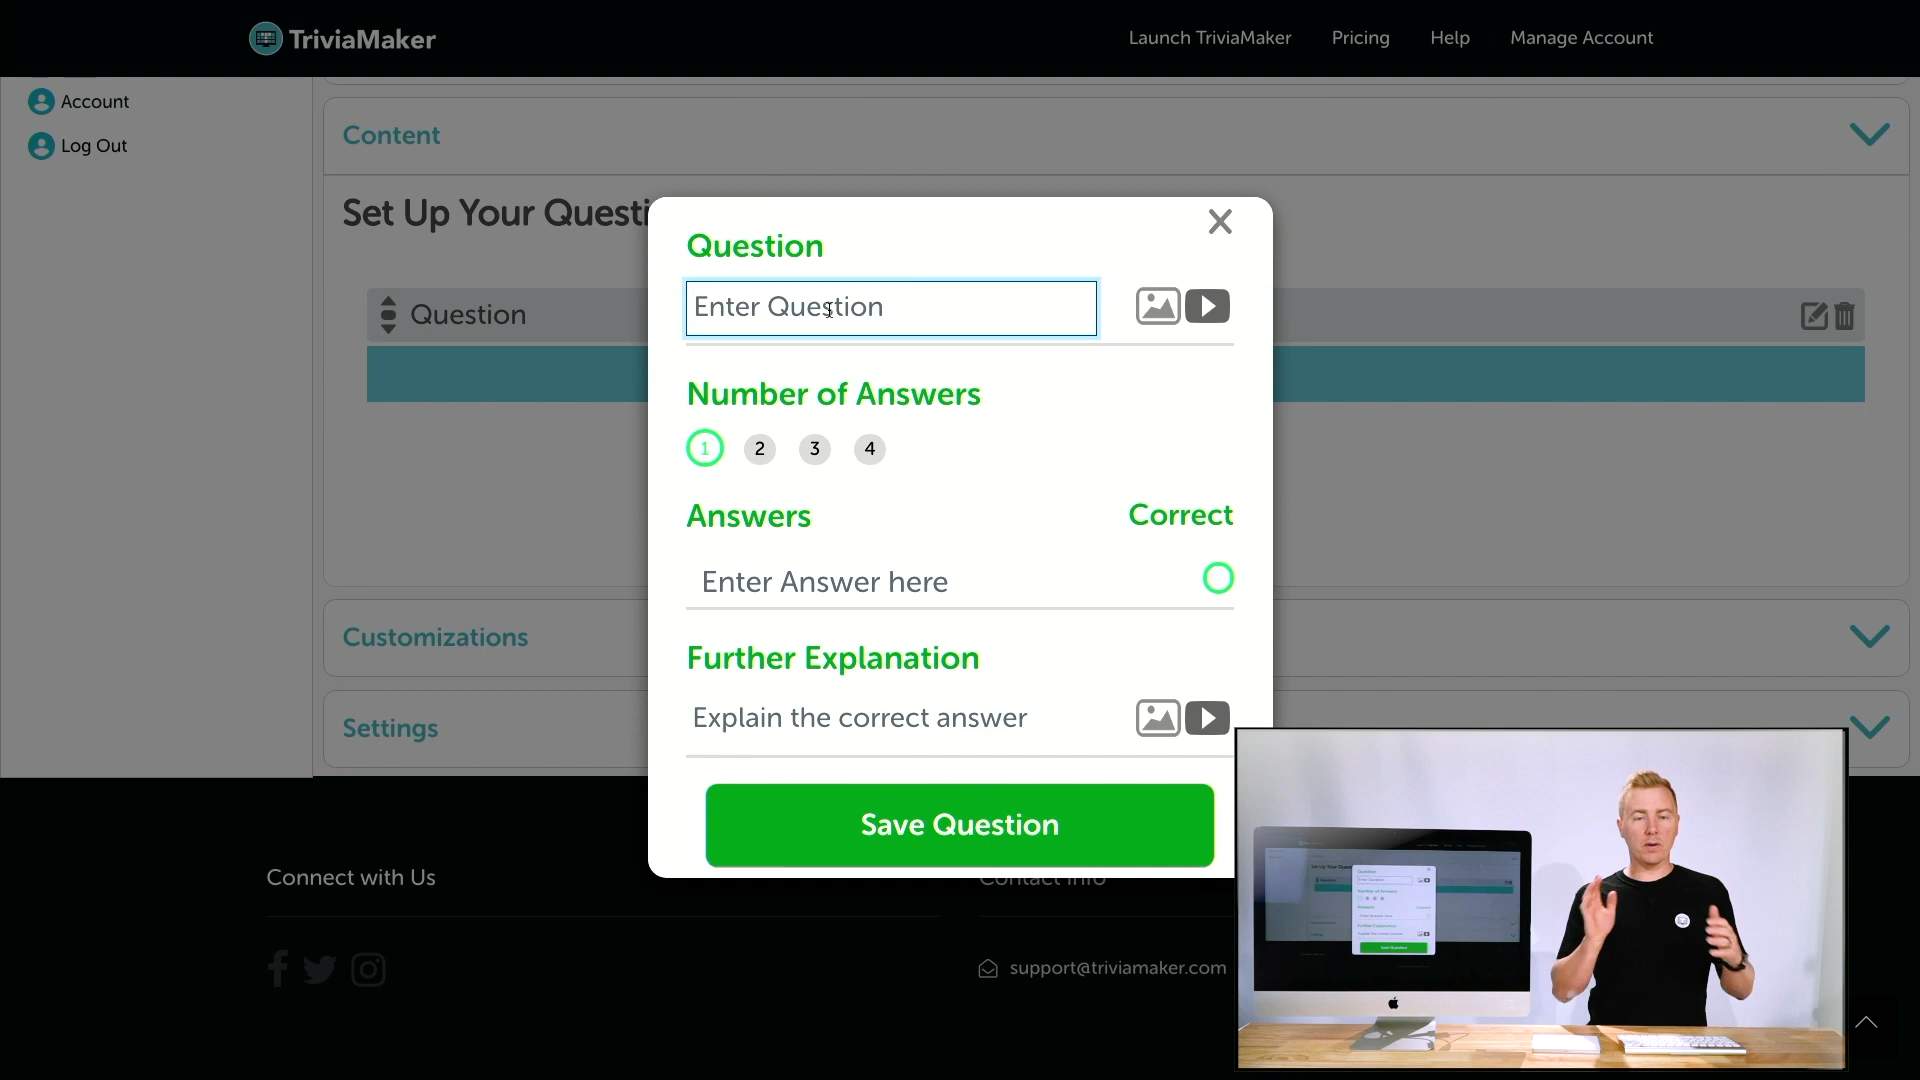 TriviaMaker
Launch TriviaMaker
Pricing
Help
Manage Account
Account
Log Out
Content
Set Up Your Questi
Question
Question
Enter Question
Number of Answers
1
2
3
4
Answers
Correct
Enter Answer here
Further Explanation
Explain the correct answer
Save Question
Customizations
Settings
Connect with Us
Contact Info
support@triviamaker.com